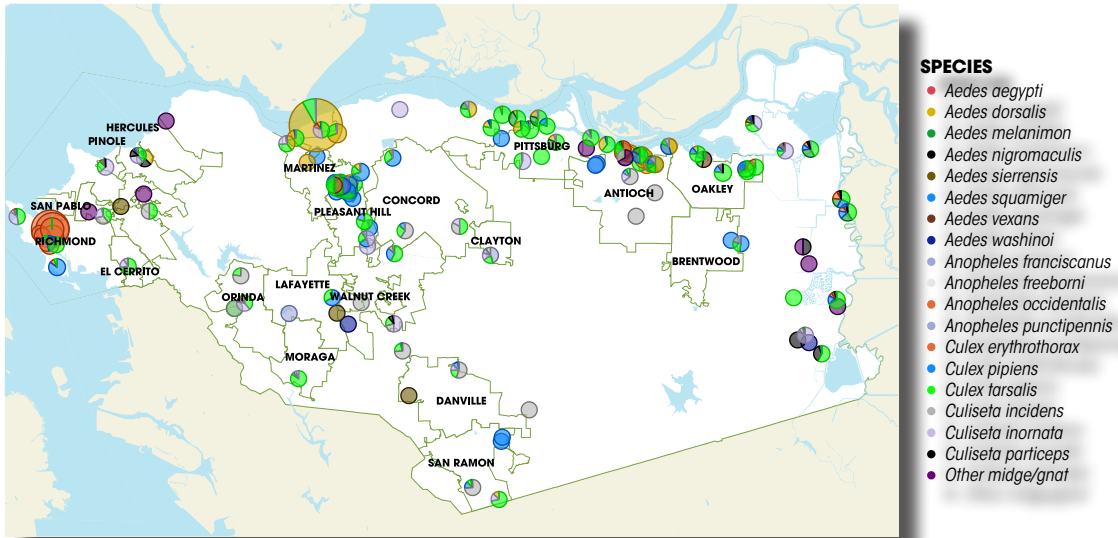 HERCULES
PINOLE
MARTINEZ
PITTSBURG
SAN PABLO
PLEASANT HILL
CONCORD
ANTIOCH
OAKLEY
RICHMOND
CLAYTON
EL CERRITO
BRENTWOOD
LAFAYETTE
ORINDA
WALNUT CREEK
MORAGA
DANVILLE
SAN RAMON
SPECIES
Aedes aegypti
Aedes dorsalis
Aedes melanimon
Aedes nigromaculis
Aedes sierrensis
Aedes squamiger
Aedes vexans
Aedes washinoi
Anopheles franciscanus
Anopheles freeborni
Anopheles occidentalis
Anopheles punctipennis
Culex erythrothorax
Culex pipiens
Culex tarsalis
Culiseta incidens
Culiseta inornata
Culiseta particeps
Other midge/gnat